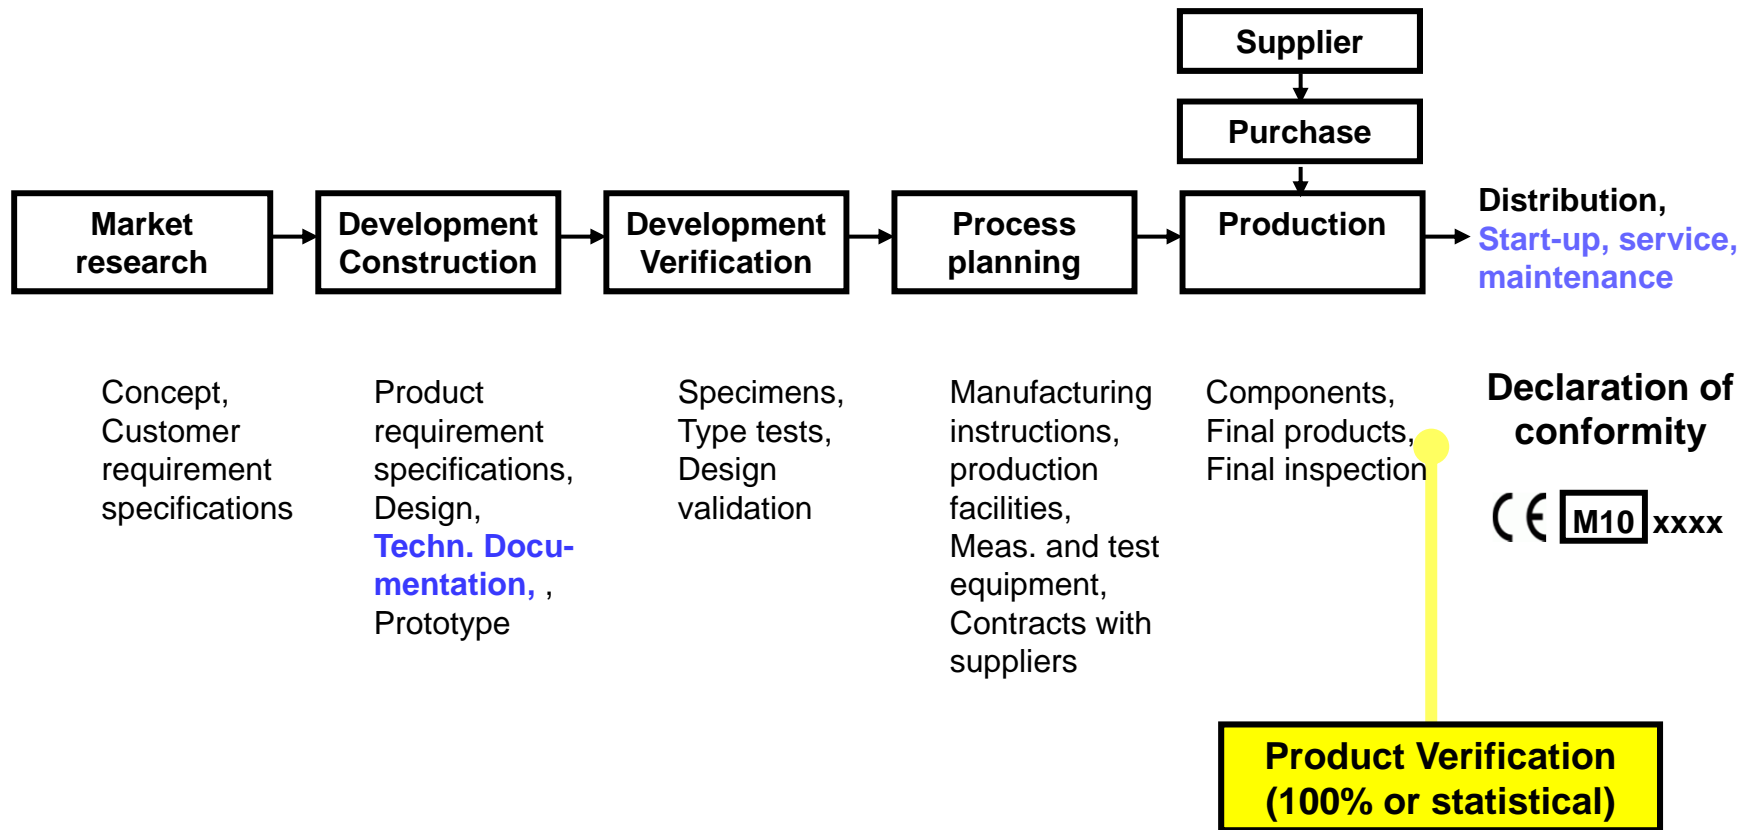 Supplier
Purchase
Market
research
Development
Construction
Development
Verification
Process
planning
Production
Distribution,
Start-up, service,
maintenance
Concept,
Customer
requirement
specifications
Product
requirement
specifications,
Design,
Techn. Docu-
mentation, ,
Prototype
Specimens,
Type tests,
Design
validation
Manufacturing
instructions,
production
facilities,
Meas. and test
equipment,
Contracts with
suppliers
Components,
Final products,
Final inspection
Declaration of
conformity
CE M10 xxxx
Product Verification
(100% or statistical)